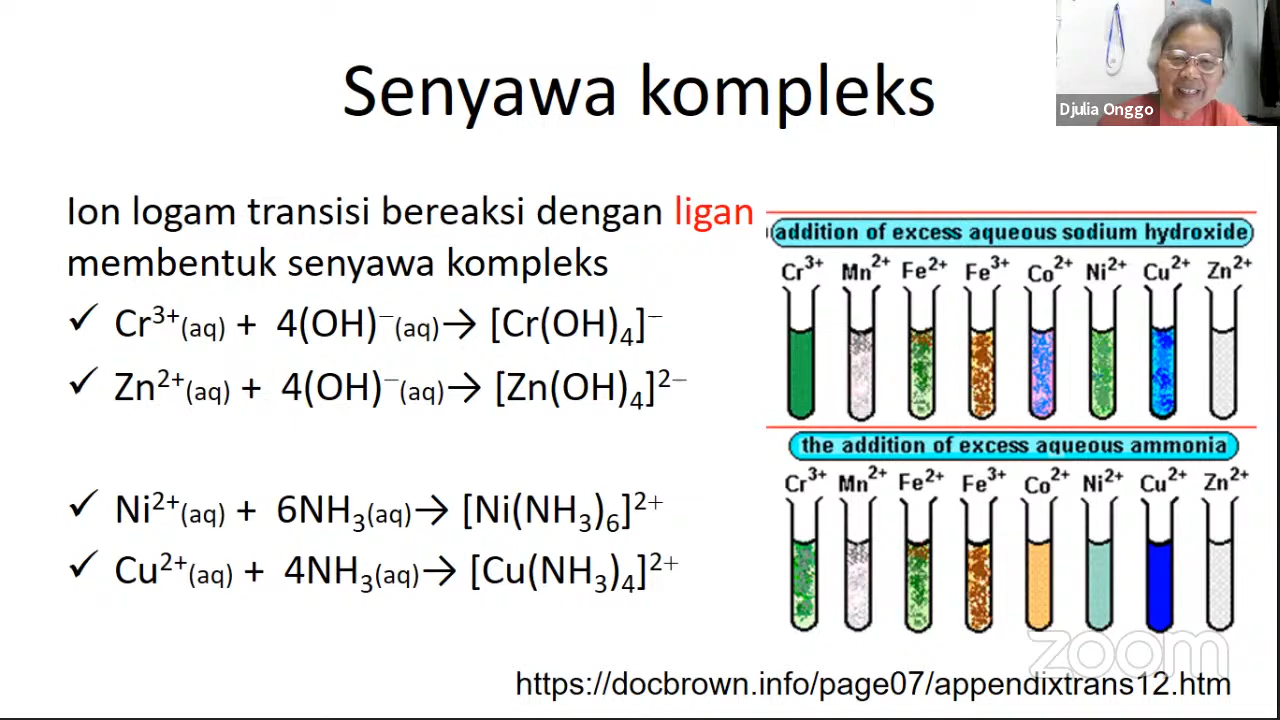 Senyawa kompleks
Djulia Onggo
Ion logam transisi bereaksi dengan ligan
membentuk senyawa kompleks
✓ Cr³⁺(aq) + 4(OH)⁻(aq)→ [Cr(OH)₄]⁻
✓ Zn²⁺(aq) + 4(OH)⁻(aq)→ [Zn(OH)₄]²⁻
✓ Ni²⁺(aq) + 6NH₃(aq)→ [Ni(NH₃)₆]²⁺
✓ Cu²⁺(aq) + 4NH₃(aq)→ [Cu(NH₃)₄]²⁺
addition of excess aqueous sodium hydroxide
Cr³⁺ Mn²⁺ Fe²⁺ Fe³⁺ Co²⁺ Ni²⁺ Cu²⁺ Zn²⁺
the addition of excess aqueous ammonia
Cr³⁺ Mn²⁺ Fe²⁺ Fe³⁺ Co²⁺ Ni²⁺ Cu²⁺ Zn²⁺
zoom
https://docbrown.info/page07/appendixtrans12.htm